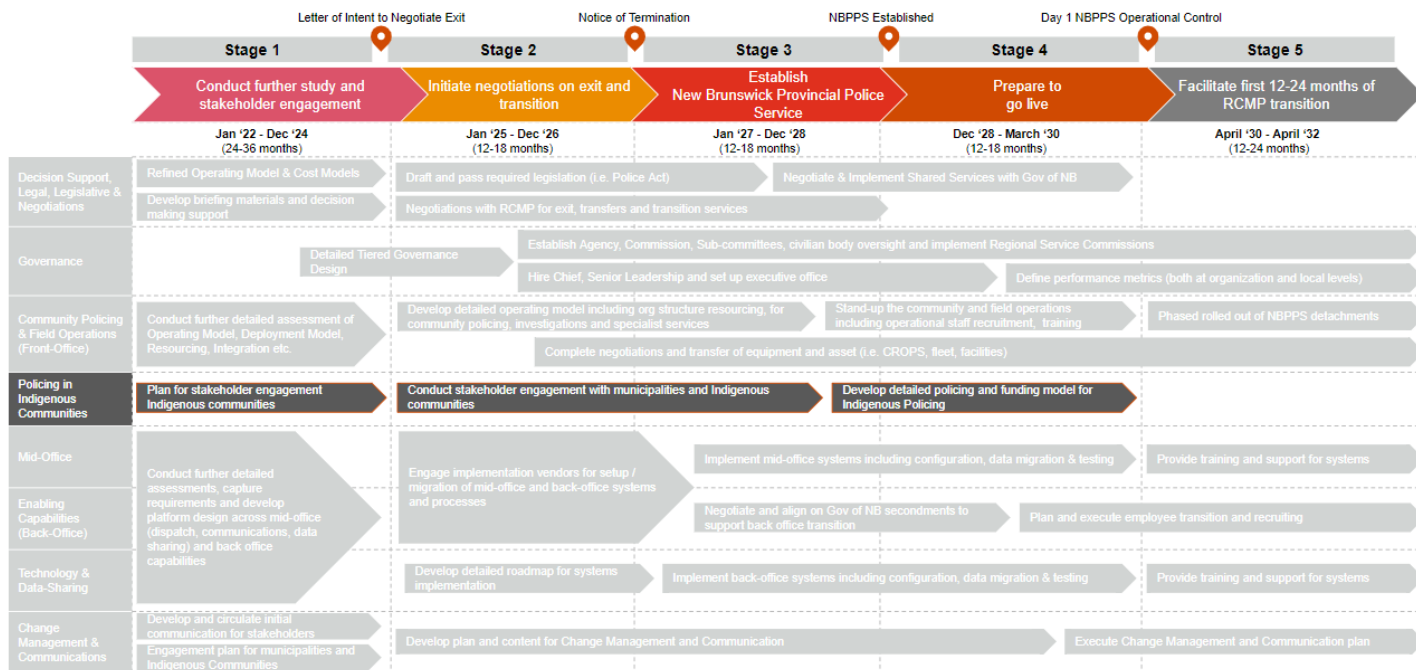 Letter of Intent to Negotiate Exit
Notice of Termination
NBPPS Established
Day 1 NBPPS Operational Control
Stage 1
Stage 2
Stage 3
Stage 4
Stage 5
Conduct further study and
stakeholder engagement
Initiate negotiations on exit and
transition
Establish
New Brunswick Provincial Police
Service
Prepare to
go live
Facilitate first 12-24 months of
RCMP transition
Jan ‘22 - Dec ‘24
(24-36 months)
Jan ‘25 - Dec ‘26
(12-18 months)
Jan ‘27 - Dec ‘28
(12-18 months)
Dec ‘28 - March ‘30
(12-18 months)
April ‘30 - April ‘32
(12-24 months)
Decision Support,
Legal, Legislative &
Negotiations
Refined Operating Model & Cost Models
Develop briefing materials and decision
making support
Draft and pass required legislation (i.e. Police Act)
Negotiate & Implement Shared Services with Gov of NB
Negotiations with RCMP for exit, transfers and transition services
Governance
Detailed Tiered Governance
Design
Establish Agency, Commission, Sub-committees, civilian body oversight and implement Regional Service Commissions
Hire Chief, Senior Leadership and set up executive office
Define performance metrics (both at organization and local levels)
Community Policing
& Field Operations
(Front-Office)
Conduct further detailed assessment of
Operating Model, Deployment Model,
Resourcing, Integration etc.
Develop detailed operating model including org structure resourcing, for
community policing, investigations and specialist services
Stand-up the community and field operations
including operational staff recruitment, training
Phased rolled out of NBPPS detachments
Complete negotiations and transfer of equipment and asset (i.e. CROPS, fleet, facilities)
Policing in
Indigenous
Communities
Plan for stakeholder engagement
Indigenous communities
Conduct stakeholder engagement with municipalities and Indigenous
communities
Develop detailed policing and funding model for
Indigenous Policing
Mid-Office
Conduct further detailed
assessments, capture
requirements and develop
platform design across mid-office
(dispatch, communications, data
sharing) and back office
capabilities
Engage implementation vendors for setup /
migration of mid-office and back-office systems
and processes
Implement mid-office systems including configuration, data migration & testing
Provide training and support for systems
Enabling
Capabilities
(Back-Office)
Negotiate and align on Gov of NB secondments to
support back office transition
Plan and execute employee transition and recruiting
Technology &
Data-Sharing
Develop detailed roadmap for systems
implementation
Implement back-office systems including configuration, data migration & testing
Provide training and support for systems
Change
Management &
Communications
Develop and circulate initial
communication for stakeholders
Engagement plan for municipalities and
Indigenous Communities
Develop plan and content for Change Management and Communication
Execute Change Management and Communication plan